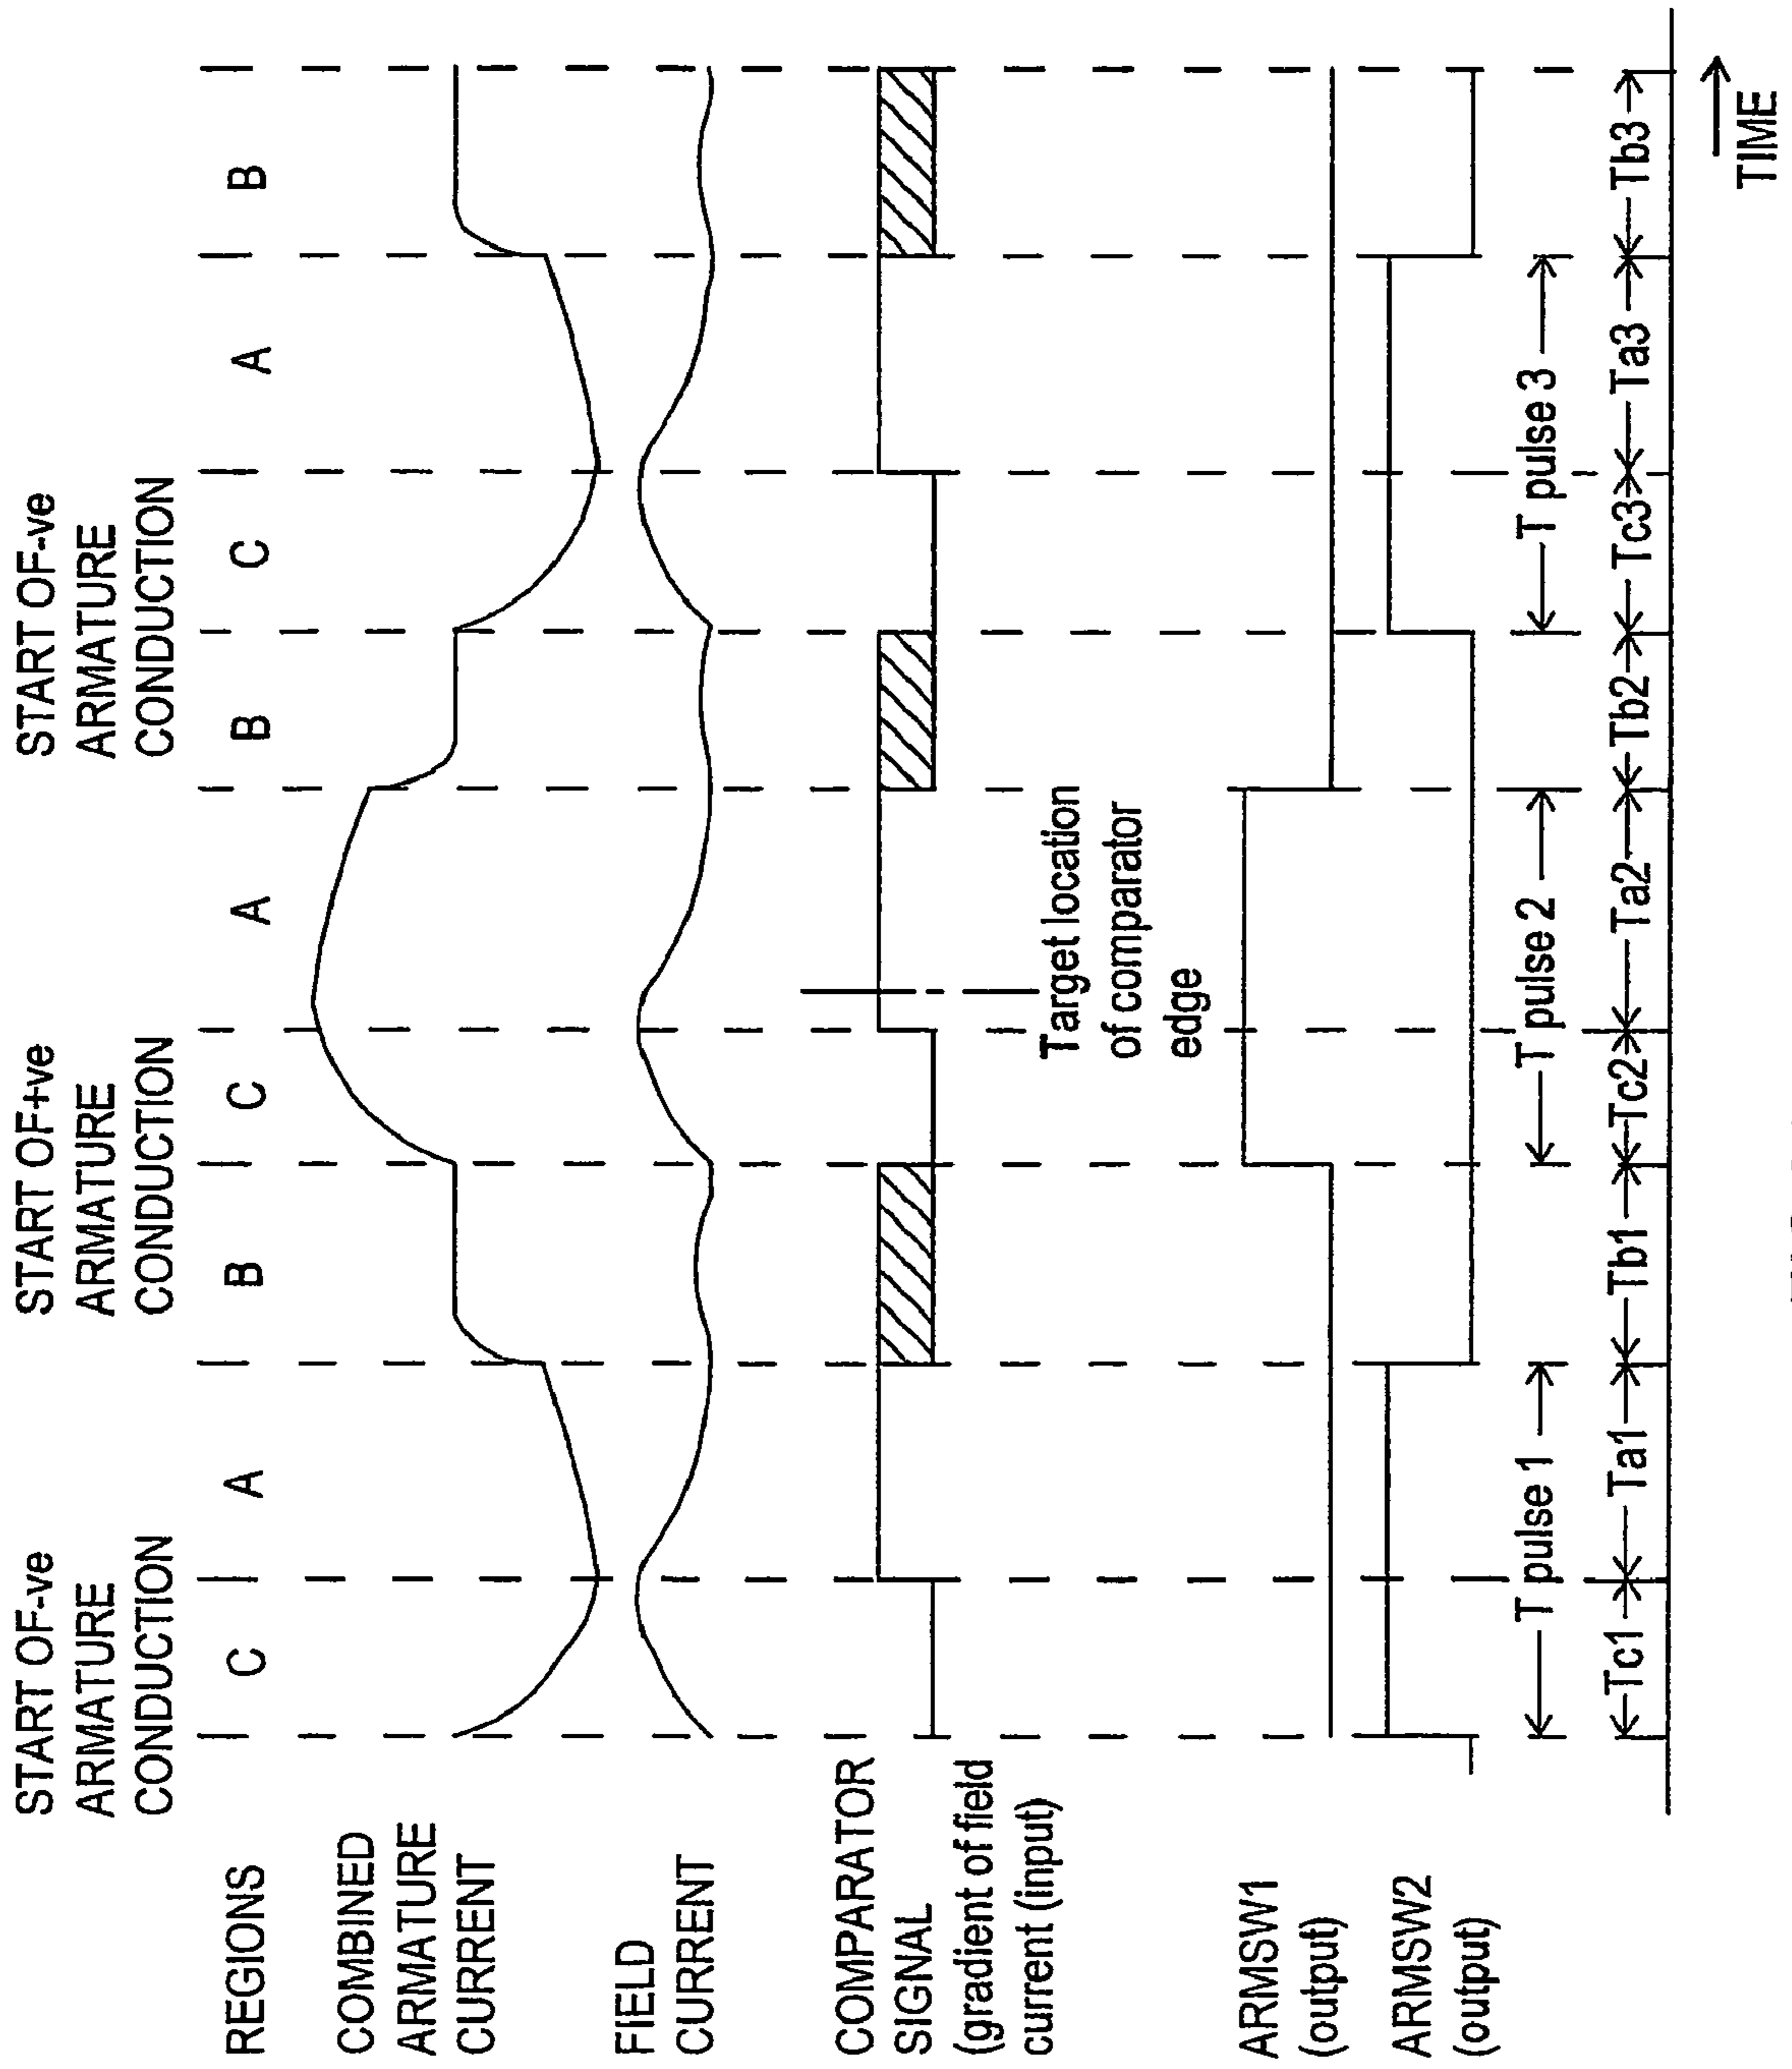 START OF-ve
ARMATURE
CONDUCTION
START OF+ve
ARMATURE
CONDUCTION
START OF-ve
ARMATURE
CONDUCTION
REGIONS
C
A
B
C
A
B
C
A
B
COMBINED
ARMATURE
CURRENT
FIELD
CURRENT
COMPARATOR
SIGNAL
(gradient of field
current (input)
Target location
of comparator
edge
ARMSW1
(output)
ARMSW2
(output)
T pulse 1
T pulse 2
T pulse 3
Tc1
Ta1
Tb1
Tc2
Ta2
Tb2
Tc3
Ta3
Tb3
TIME